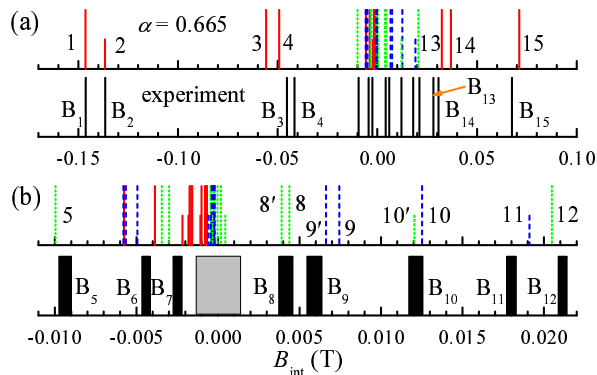 (a) α = 0.665
1 2 3 4 13 14 15
experiment
B1 B2 B3 B4 B13 B14 B15
-0.15 -0.10 -0.05 0.00 0.05 0.10
(b)
5 8′ 8 9′ 9 10′ 10 11 12
B5 B6 B7 B8 B9 B10 B11 B12
-0.010 -0.005 0.000 0.005 0.010 0.015 0.020
Bint (T)